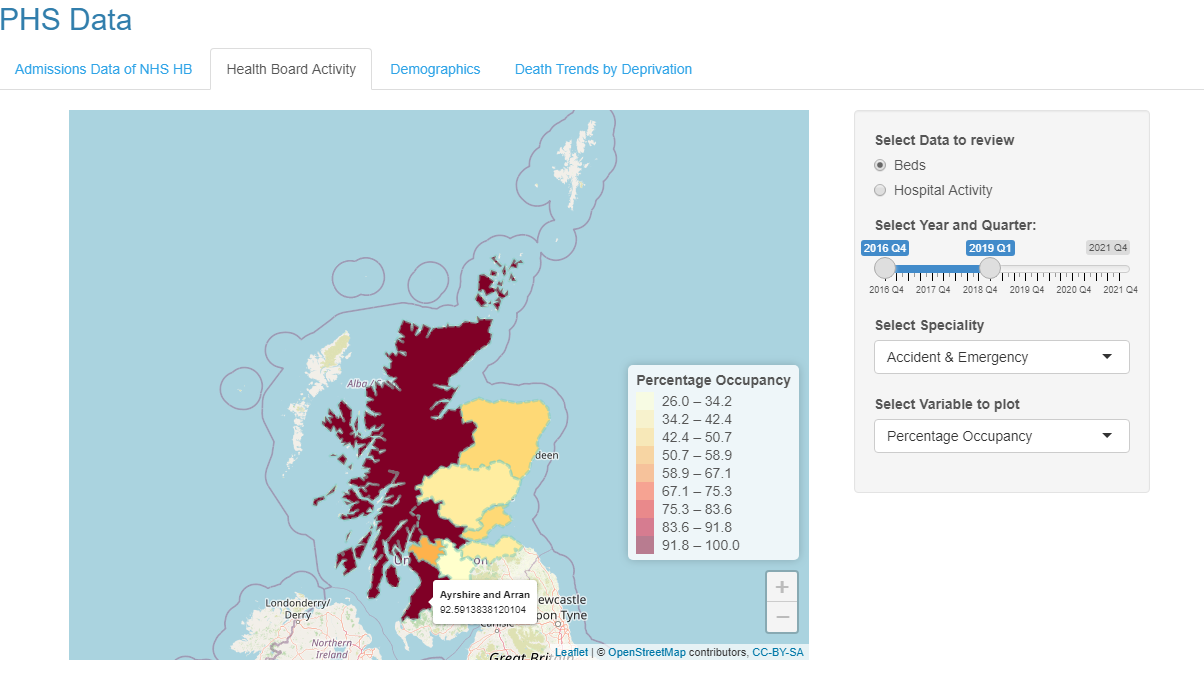 PHS Data
Admissions Data of NHS HB
Health Board Activity
Demographics
Death Trends by Deprivation
Select Data to review
Beds
Hospital Activity
Select Year and Quarter:
2016 Q4
2019 Q1
2021 Q4
2016 Q4 2017 Q4 2018 Q4 2019 Q4 2020 Q4 2021 Q4
Select Speciality
Accident & Emergency
Select Variable to plot
Percentage Occupancy
Alba /
deen
Percentage Occupancy
26.0 – 34.2
34.2 – 42.4
42.4 – 50.7
50.7 – 58.9
58.9 – 67.1
67.1 – 75.3
75.3 – 83.6
83.6 – 91.8
91.8 – 100.0
Un
on
Ayrshire and Arran
92.5913838120104
Londonderry/
Derry
Northern
Ireland
ewcastle
pon Tyne
Carlisle
Great Bri
+
−
Leaflet | © OpenStreetMap contributors, CC-BY-SA